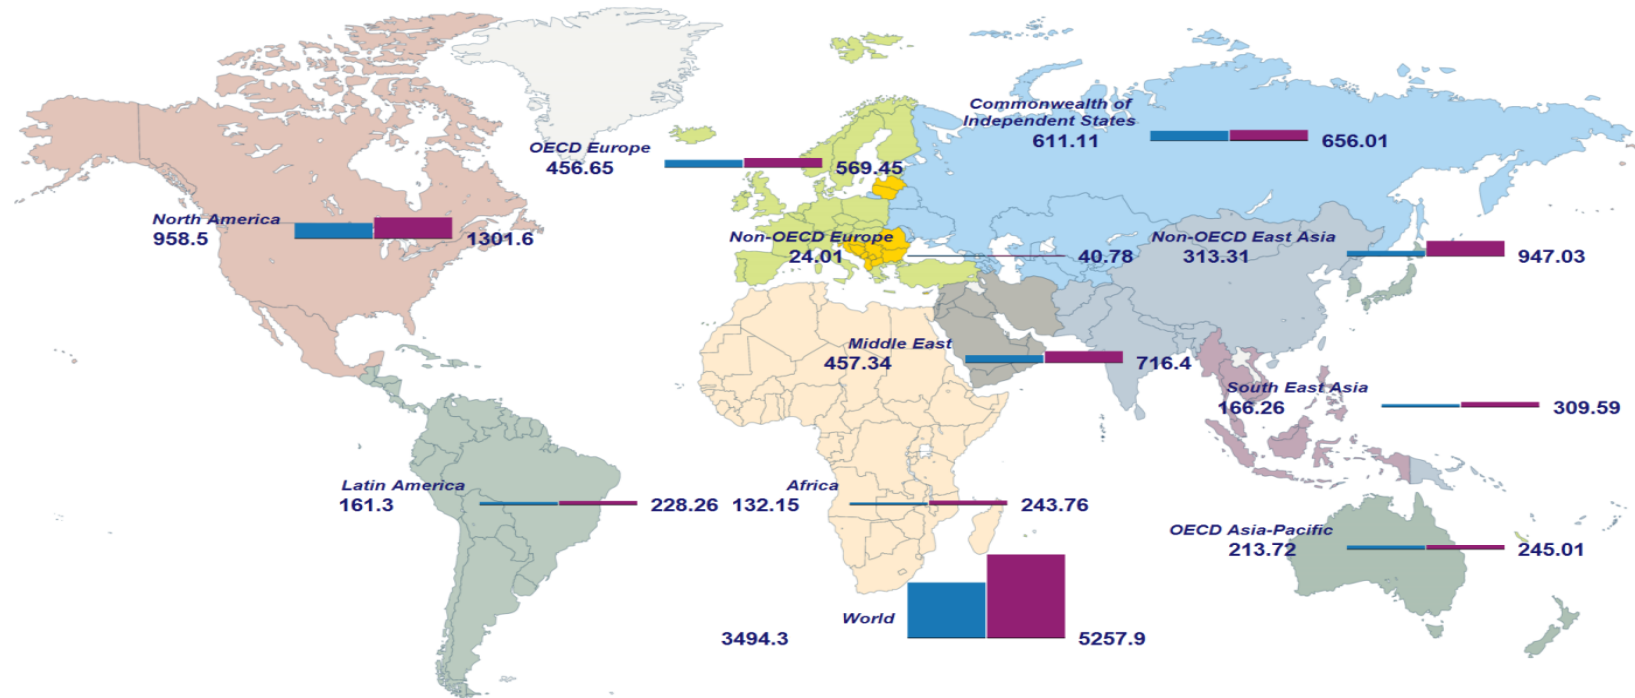 Commonwealth of
Independent States
611.11 656.01
OECD Europe
456.65 569.45
North America
958.5 1301.6
Non-OECD Europe
24.01 40.78
Non-OECD East Asia
313.31 947.03
Middle East
457.34 716.4
South East Asia
166.26 309.59
Latin America
161.3 228.26
Africa
132.15 243.76
OECD Asia-Pacific
213.72 245.01
World
3494.3 5257.9